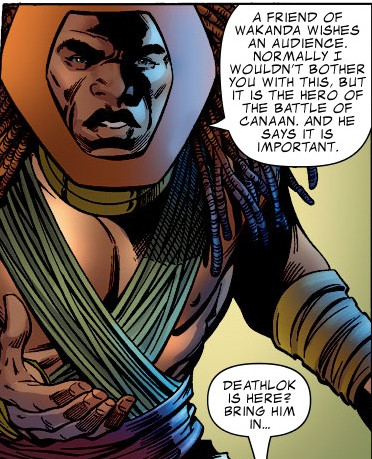 A FRIEND OF
WAKANDA WISHES
AN AUDIENCE.
NORMALLY I
WOULDN'T BOTHER
YOU WITH THIS, BUT
IT IS THE HERO OF
THE BATTLE OF
CANAAN. AND HE
SAYS IT IS
IMPORTANT.
DEATHLOK
IS HERE?
BRING HIM
IN...